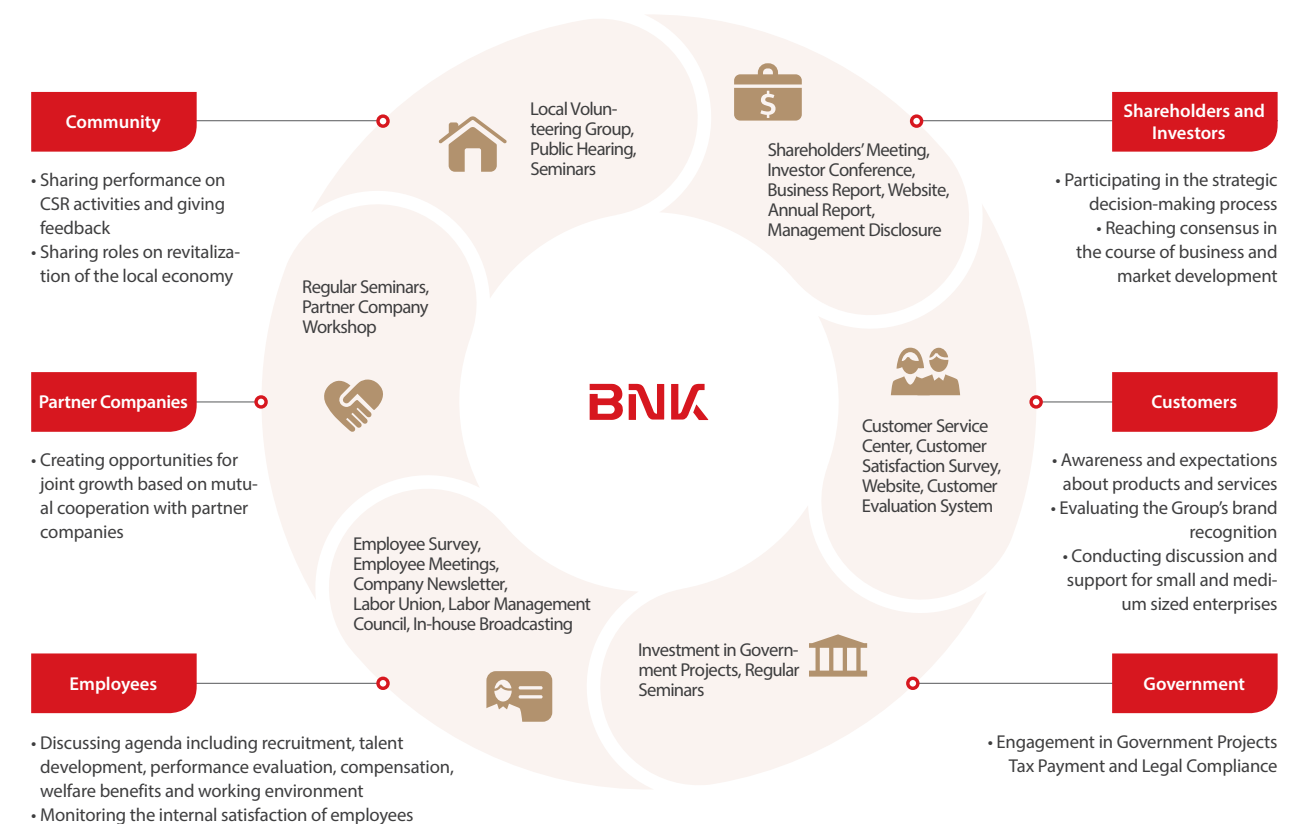 Community
• Sharing performance on
CSR activities and giving
feedback
• Sharing roles on revitaliza-
tion of the local economy
Local Volun-
teering Group,
Public Hearing,
Seminars
$
Shareholders' Meeting,
Investor Conference,
Business Report, Website,
Annual Report,
Management Disclosure
Shareholders and
Investors
• Participating in the strategic
decision-making process
• Reaching consensus in
the course of business and
market development
Regular Seminars,
Partner Company
Workshop
Partner Companies
• Creating opportunities for
joint growth based on mutu-
al cooperation with partner
companies
BNK
Customer Service
Center, Customer
Satisfaction Survey,
Website, Customer
Evaluation System
Customers
• Awareness and expectations
about products and services
• Evaluating the Group's brand
recognition
• Conducting discussion and
support for small and medi-
um sized enterprises
Employee Survey,
Employee Meetings,
Company Newsletter,
Labor Union, Labor Management
Council, In-house Broadcasting
Employees
• Discussing agenda including recruitment, talent
development, performance evaluation, compensation,
welfare benefits and working environment
• Monitoring the internal satisfaction of employees
Investment in Govern-
ment Projects, Regular
Seminars
Government
• Engagement in Government Projects
Tax Payment and Legal Compliance